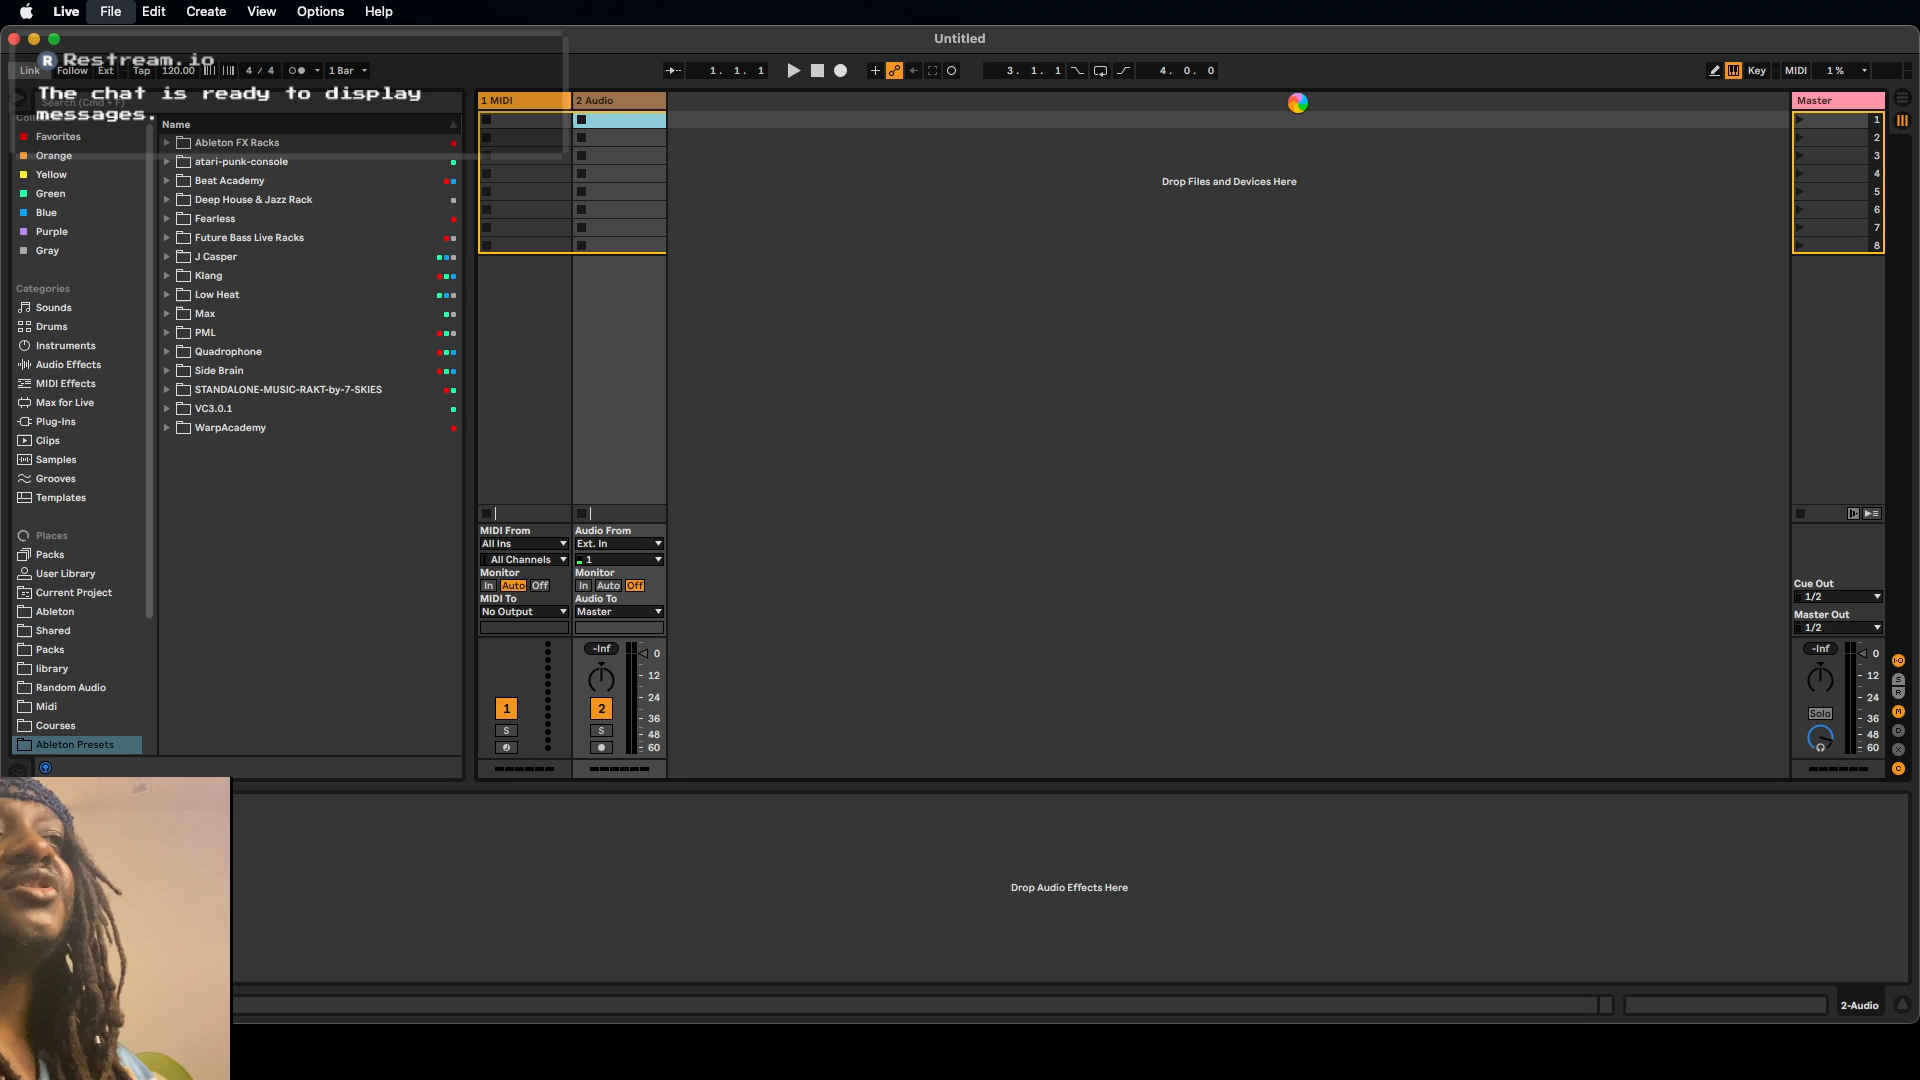 Live File Edit Create View Options Help
Untitled
R Restream.io
Link Follow Ext Tap 120.00 4 / 4 1 Bar 1. 1. 1 3. 1. 1 4. 0. 0 Key MIDI 1 %
The chat is ready to display
messages.
Search (Cmd + F)
Favorites
Orange
Yellow
Green
Blue
Purple
Gray
Categories
Sounds
Drums
Instruments
Audio Effects
MIDI Effects
Max for Live
Plug-Ins
Clips
Samples
Grooves
Templates
Places
Packs
User Library
Current Project
Ableton
Shared
Packs
library
Random Audio
Midi
Courses
Ableton Presets
Name
Ableton FX Racks
atari-punk-console
Beat Academy
Deep House & Jazz Rack
Fearless
Future Bass Live Racks
J Casper
Klang
Low Heat
Max
PML
Quadrophone
Side Brain
STANDALONE-MUSIC-RAKT-by-7-SKIES
VC3.0.1
WarpAcademy
1 MIDI 2 Audio
Drop Files and Devices Here
MIDI From
All Ins
All Channels
Monitor
In Auto Off
MIDI To
No Output
1
S
Audio From
Ext. In
1
Monitor
In Auto Off
Audio To
Master
-Inf
0
12
24
36
48
60
2
S
Master
1
2
3
4
5
6
7
8
Cue Out
1/2
Master Out
1/2
-Inf
0
12
24
36
48
60
Solo
I·O
S
R
M
D
X
C
Drop Audio Effects Here
2-Audio